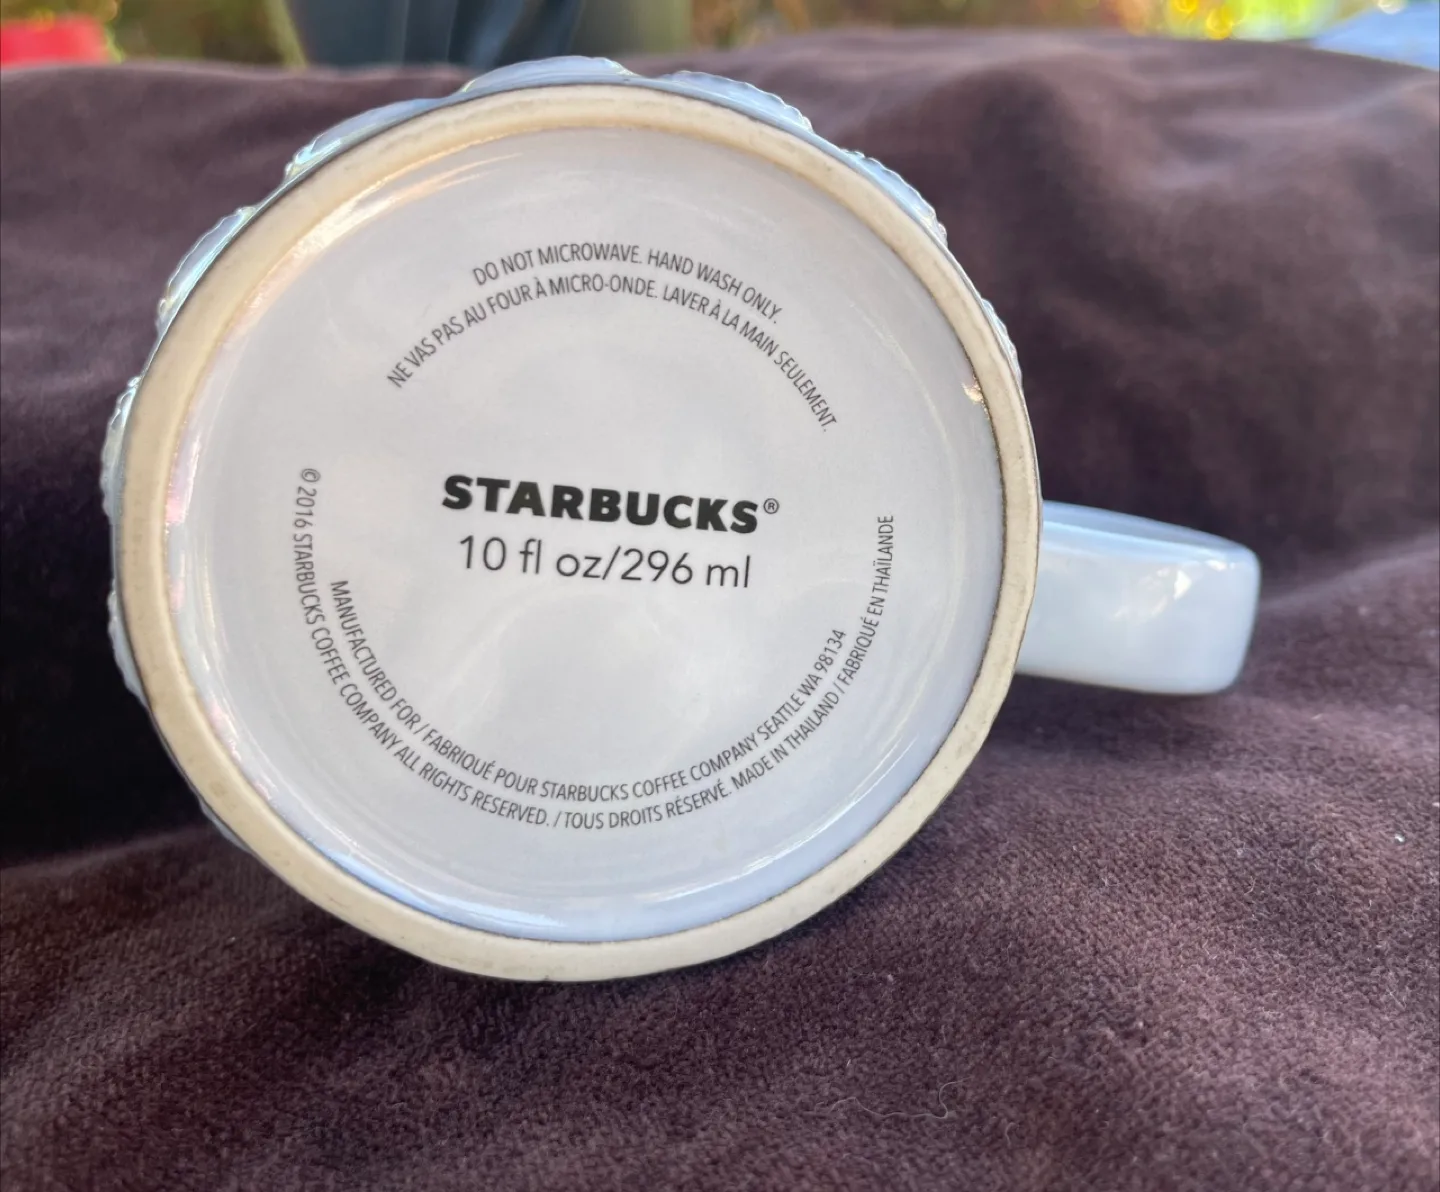 DO NOT MICROWAVE. HAND WASH ONLY.
NE VAS PAS AU FOUR À MICRO-ONDE. LAVER À LA MAIN SEULEMENT.
STARBUCKS®
10 fl oz/296 ml
MANUFACTURED FOR / FABRIQUÉ POUR STARBUCKS COFFEE COMPANY SEATTLE WA 98134
©2016 STARBUCKS COFFEE COMPANY ALL RIGHTS RESERVED. / TOUS DROITS RÉSERVÉ. MADE IN THAILAND / FABRIQUÉ EN THAÏLANDE